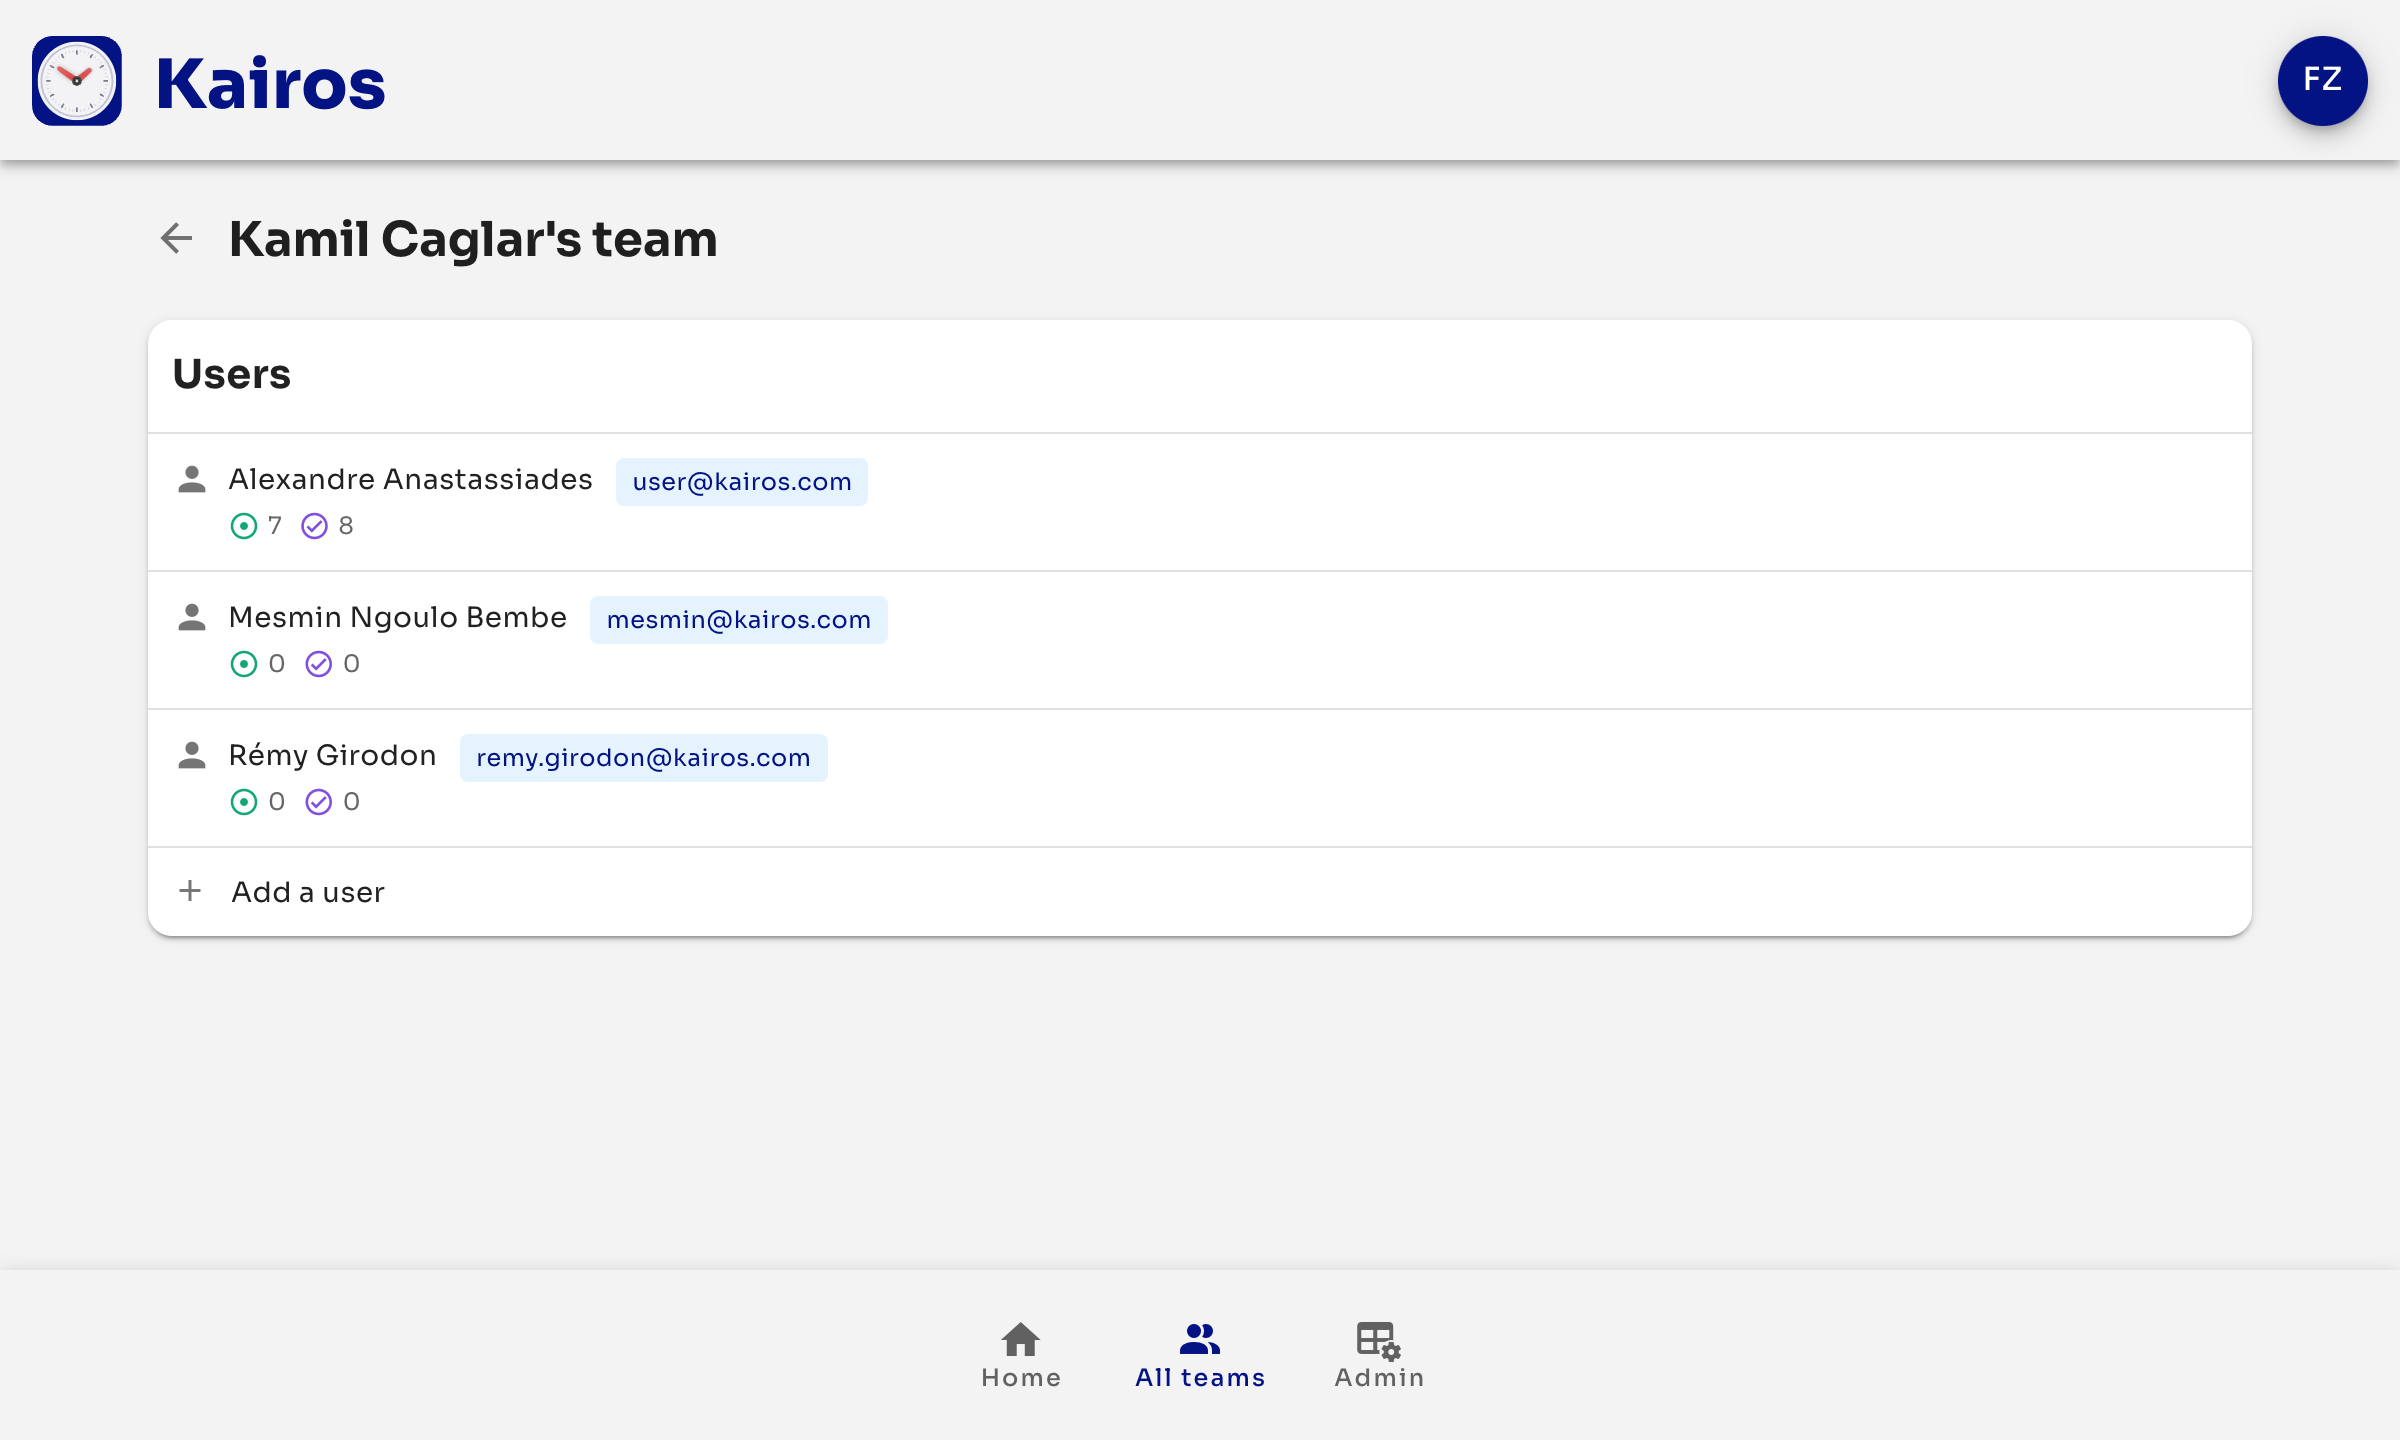 Kairos
FZ
Kamil Caglar's team
Users
Alexandre Anastassiades user@kairos.com
7 8
Mesmin Ngoulo Bembe mesmin@kairos.com
0 0
Rémy Girodon remy.girodon@kairos.com
0 0
Add a user
Home All teams Admin